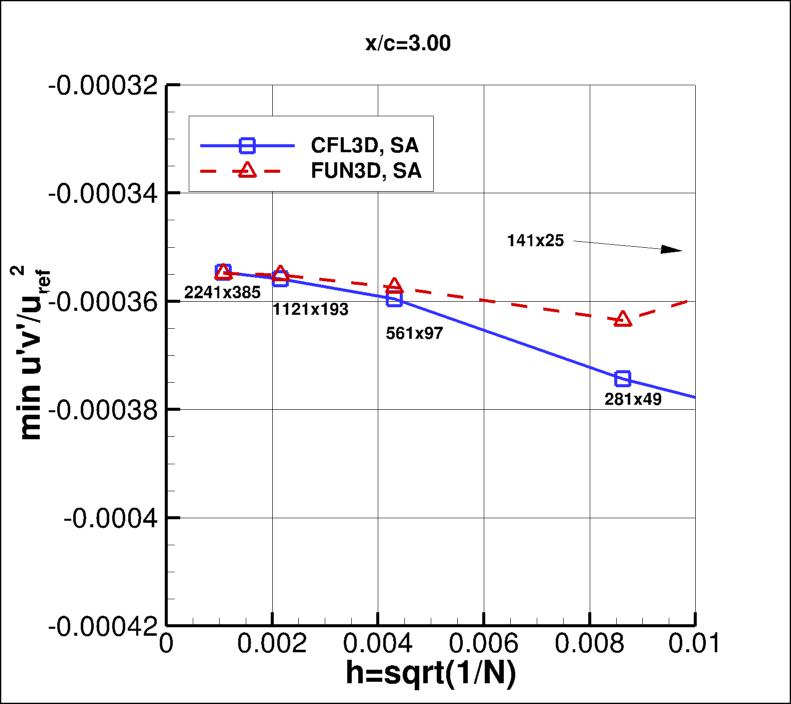 x/c=3.00
-0.00032
CFL3D, SA
FUN3D, SA
-0.00034
141x25
min u'v'/u_ref^2
-0.00036
2241x385
1121x193
561x97
281x49
-0.00038
-0.0004
-0.00042
0 0.002 0.004 0.006 0.008 0.01
h=sqrt(1/N)